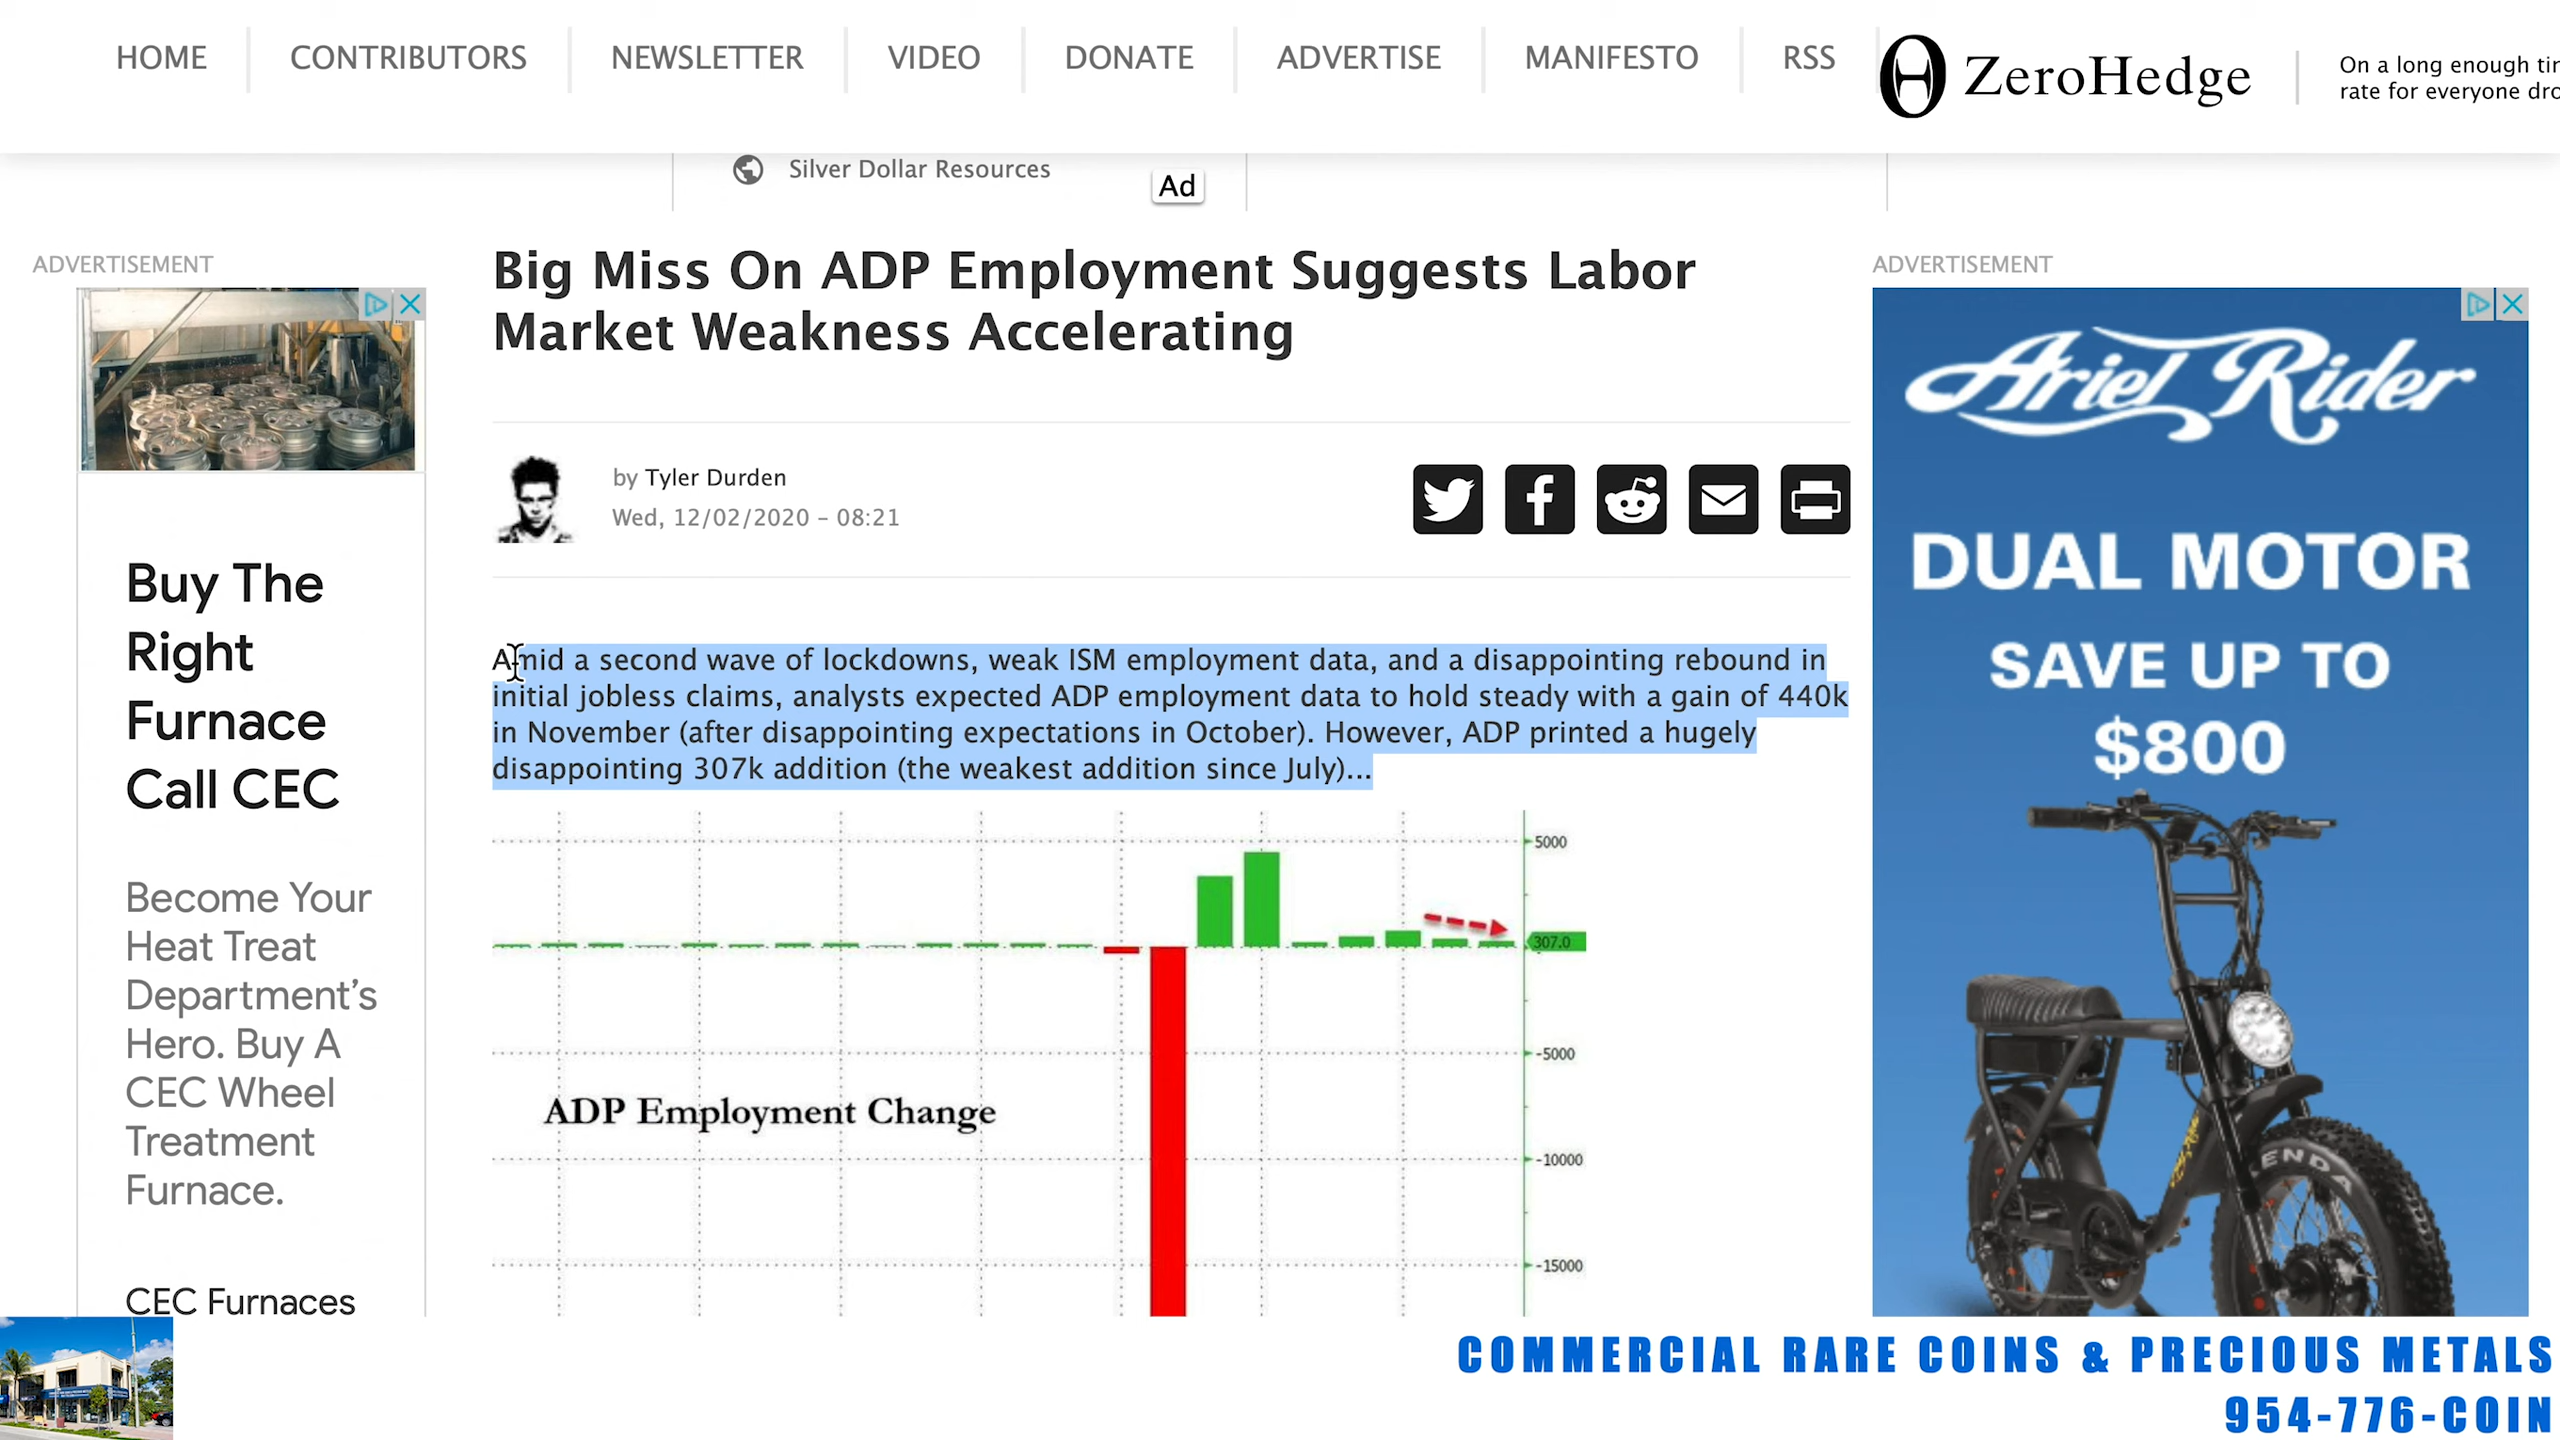 HOME
CONTRIBUTORS
NEWSLETTER
VIDEO
DONATE
ADVERTISE
MANIFESTO
RSS
ZeroHedge
On a long enough
rate for everyone
Silver Dollar Resources
Ad
ADVERTISEMENT
Buy The
Right
Furnace
Call CEC
Become Your
Heat Treat
Department's
Hero. Buy A
CEC Wheel
Treatment
Furnace.
CEC Furnaces
Big Miss On ADP Employment Suggests Labor
Market Weakness Accelerating
by Tyler Durden
Wed, 12/02/2020 – 08:21
Amid a second wave of lockdowns, weak ISM employment data, and a disappointing rebound in
initial jobless claims, analysts expected ADP employment data to hold steady with a gain of 440k
in November (after disappointing expectations in October). However, ADP printed a hugely
disappointing 307k addition (the weakest addition since July)...
5000
307.0
-5000
-10000
-15000
ADP Employment Change
ADVERTISEMENT
Ariel Rider
DUAL MOTOR
SAVE UP TO
$800
ENDA
COMMERCIAL RARE COINS & PRECIOUS METALS
954-776-COIN